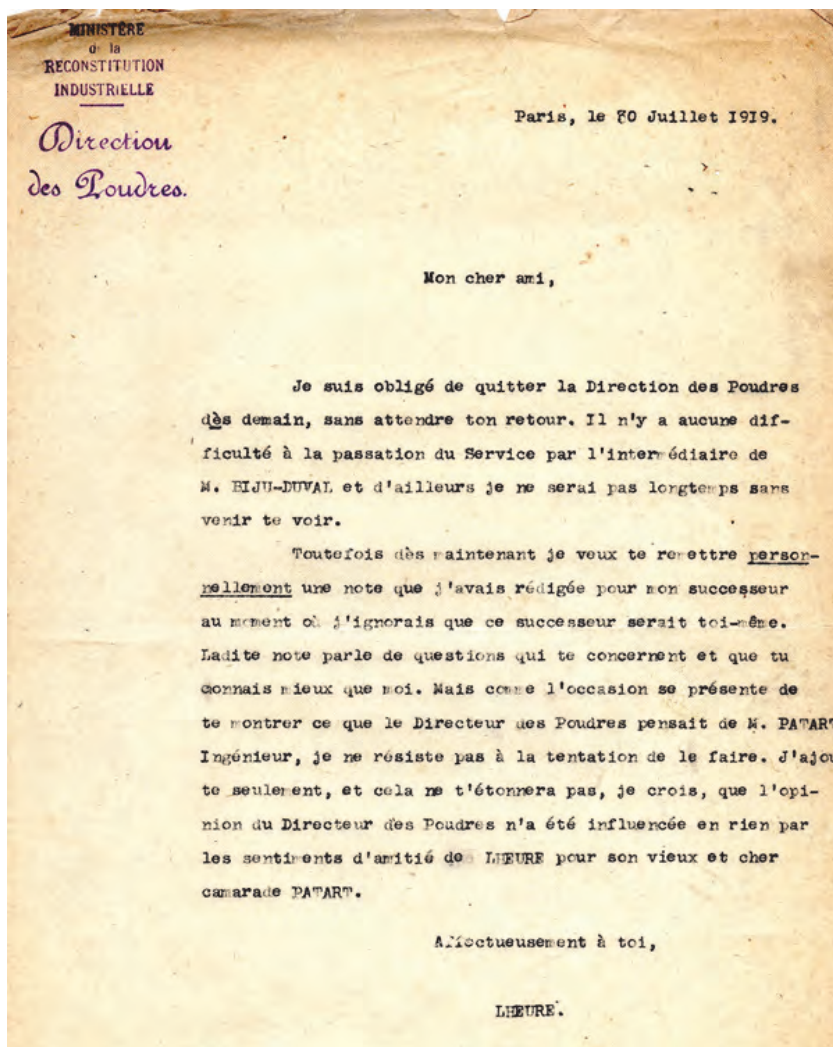 MINISTÈRE
de la
RECONSTITUTION
INDUSTRIELLE
Direction
des Poudres.
Paris, le 30 Juillet 1919.
Mon cher ami,
Je suis obligé de quitter la Direction des Poudres
dès demain, sans attendre ton retour. Il n'y a aucune dif-
ficulté à la passation du Service par l'intermédiaire de
M. BIJU-DUVAL et d'ailleurs je ne serai pas longtemps sans
venir te voir.
Toutefois dès maintenant je veux te remettre person-
nellement une note que j'avais rédigée pour mon successeur
au moment où j'ignorais que ce successeur serait toi-même.
Ladite note parle de questions qui te concernent et que tu
connais mieux que moi. Mais comme l'occasion se présente de
te montrer ce que le Directeur des Poudres pensait de M. PATART
Ingénieur, je ne résiste pas à la tentation de le faire. J'ajou
te seulement, et cela ne t'étonnera pas, je crois, que l'opi-
nion du Directeur des Poudres n'a été influencée en rien par
les sentiments d'amitié de LHEURE pour son vieux et cher
camarade PATART.
Affectueusement à toi,
LHEURE.